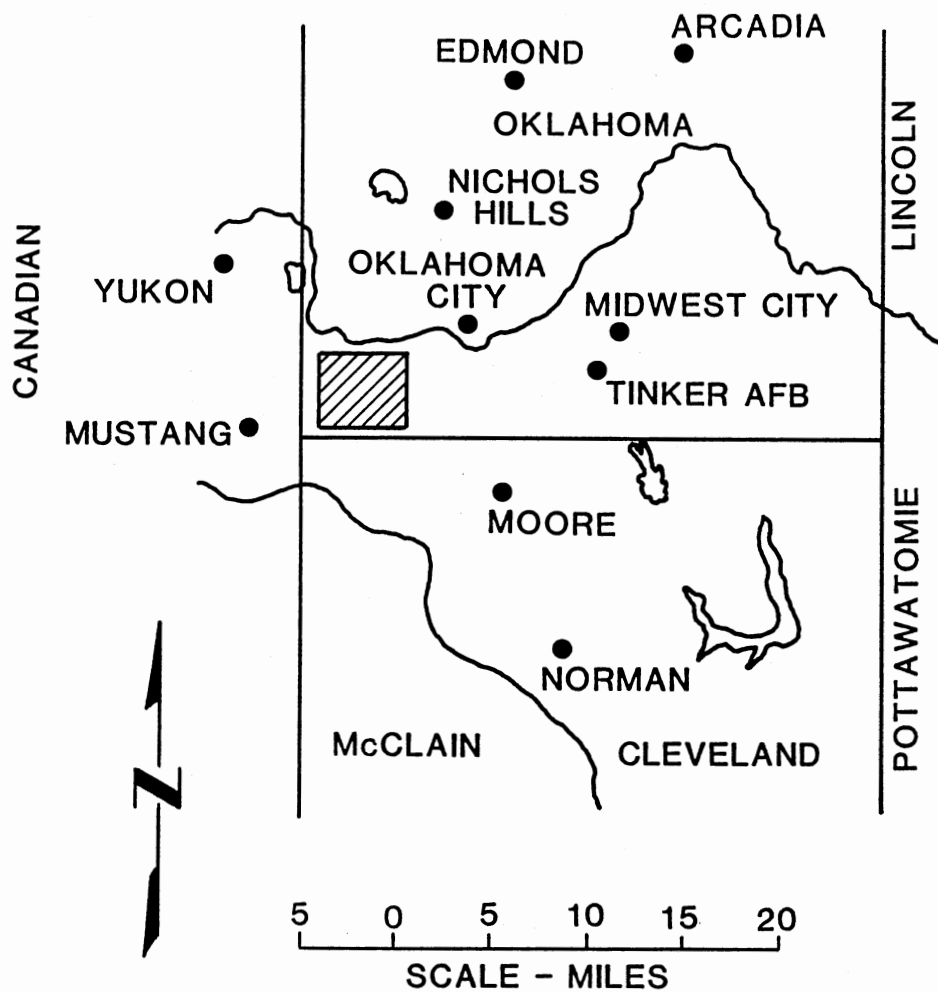 ARCADIA
EDMOND
OKLAHOMA
LINCOLN
NICHOLS
HILLS
CANADIAN
YUKON
OKLAHOMA
CITY
MIDWEST CITY
TINKER AFB
MUSTANG
MOORE
POTTAWATOMIE
NORMAN
McCLAIN
CLEVELAND
N
5 0 5 10 15 20
SCALE – MILES